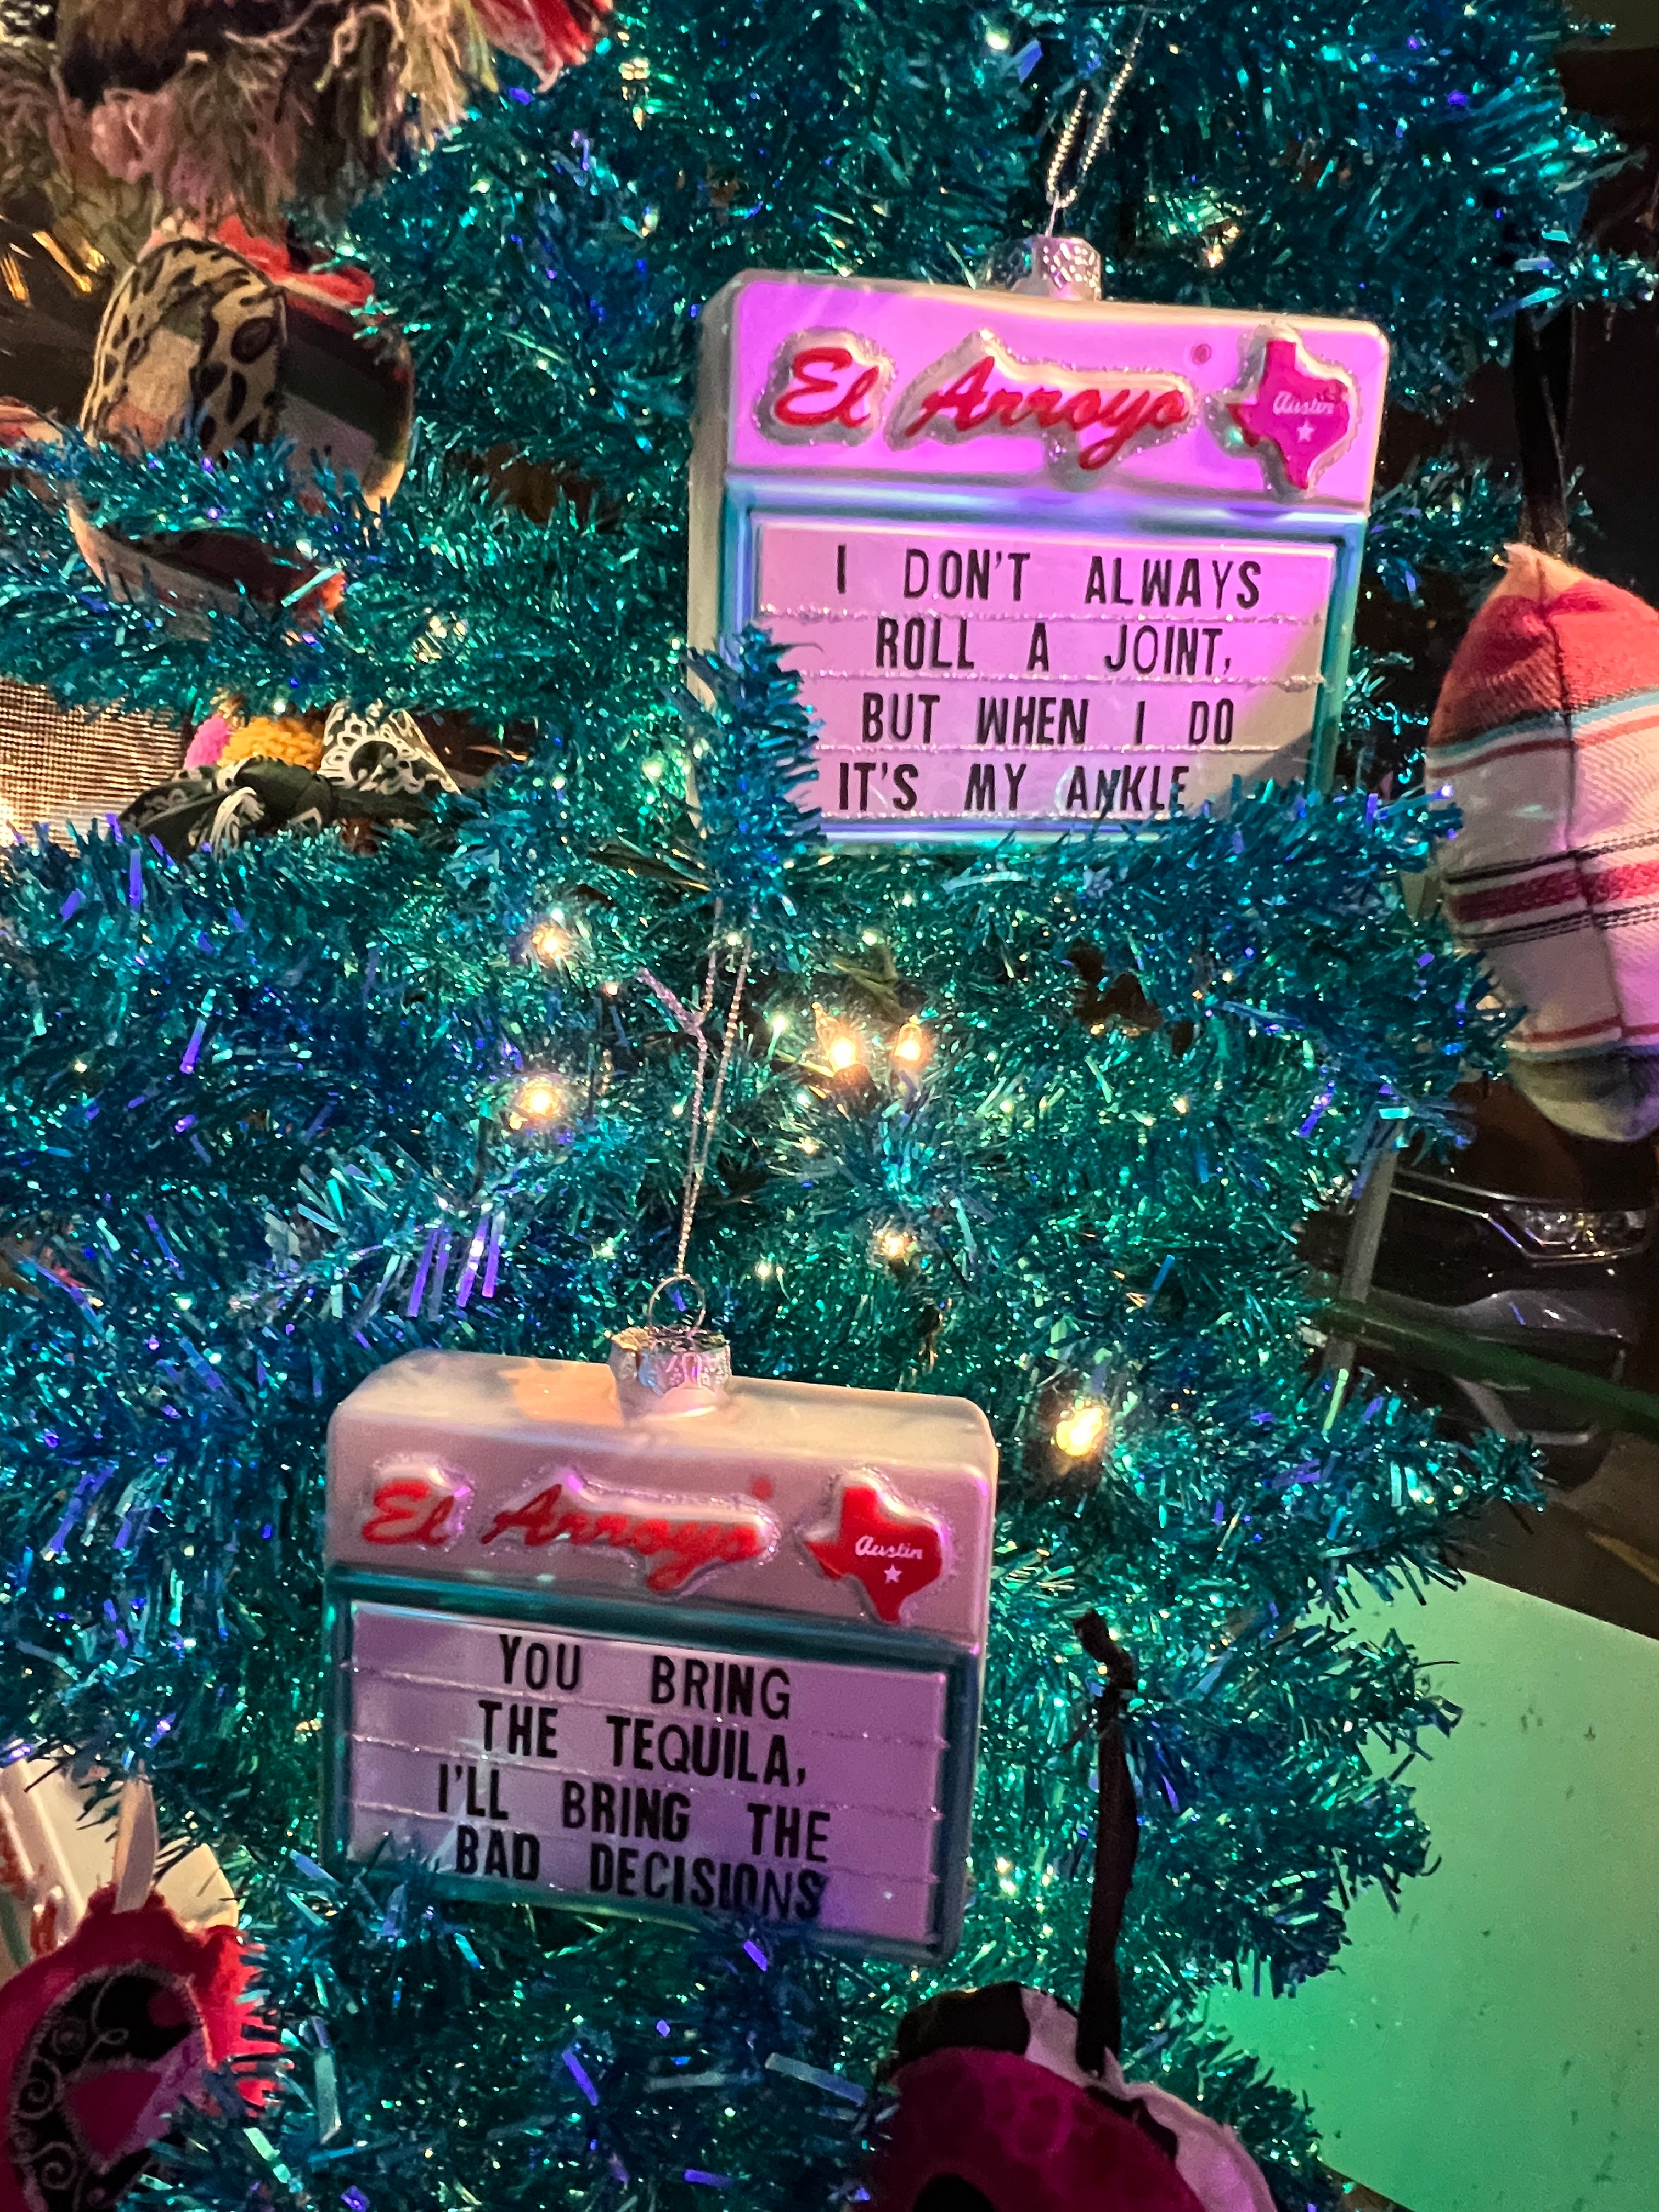 El Arroyo®
Austin
I DON'T ALWAYS
ROLL A JOINT,
BUT WHEN I DO
IT'S MY ANKLE
El Arroyo
Austin
YOU BRING
THE TEQUILA,
I'LL BRING THE
BAD DECISIONS